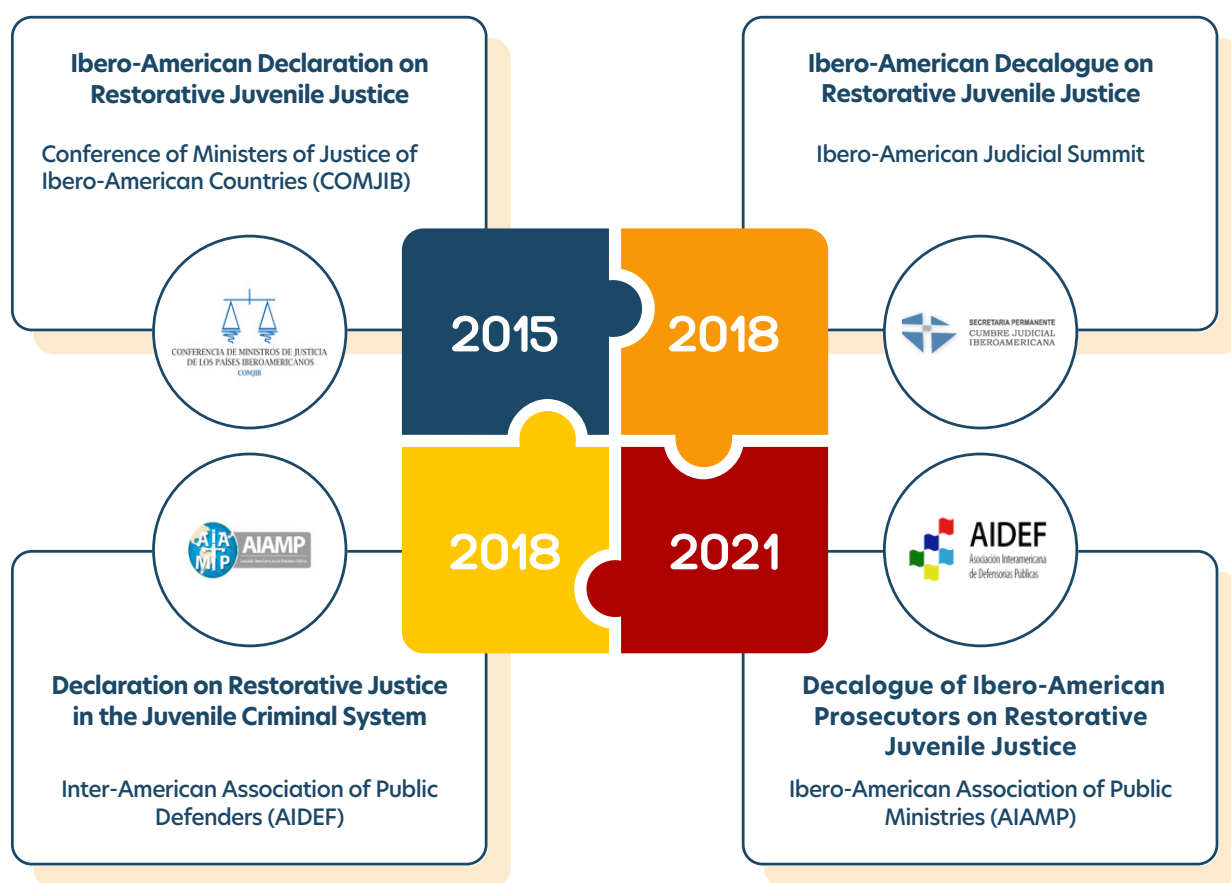 Ibero-American Declaration on
Restorative Juvenile Justice
Conference of Ministers of Justice of
Ibero-American Countries (COMJIB)
Ibero-American Decalogue on
Restorative Juvenile Justice
Ibero-American Judicial Summit
CONFERENCIA DE MINISTROS DE JUSTICIA
DE LOS PAÍSES IBEROAMERICANOS
COMJIB
2015
2018
SECRETARIA PERMANENTE
CUMBRE JUDICIAL
IBEROAMERICANA
AIA
MP
AIAMP
2018
2021
AIDEF
Asociación Interamericana
de Defensorías Públicas
Declaration on Restorative Justice
in the Juvenile Criminal System
Inter-American Association of Public
Defenders (AIDEF)
Decalogue of Ibero-American
Prosecutors on Restorative
Juvenile Justice
Ibero-American Association of Public
Ministries (AIAMP)